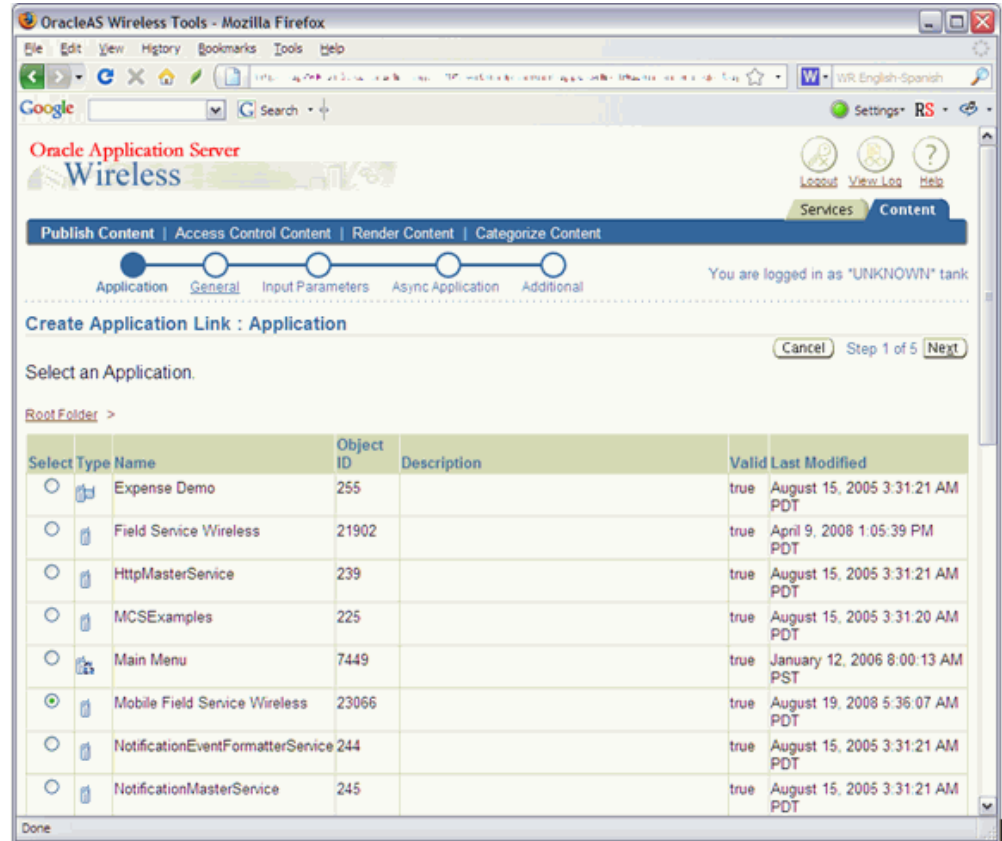 OracleAS Wireless Tools - Mozilla Firefox
File Edit View History Bookmarks Tools Help
W WR English-Spanish
Google Search Settings RS
Oracle Application Server
Wireless
Logout View Log Help
Services Content
Publish Content | Access Control Content | Render Content | Categorize Content
Application General Input Parameters Async Application Additional
You are logged in as "UNKNOWN" tank
Create Application Link : Application
Cancel Step 1 of 5 Next
Select an Application.
Root Folder >
Select Type Name Object ID Description Valid Last Modified
Expense Demo 255 true August 15, 2005 3:31:21 AM PDT
Field Service Wireless 21902 true April 9, 2008 1:05:39 PM PDT
HttpMasterService 239 true August 15, 2005 3:31:21 AM PDT
MCSExamples 225 true August 15, 2005 3:31:20 AM PDT
Main Menu 7449 true January 12, 2006 8:00:13 AM PST
Mobile Field Service Wireless 23066 true August 19, 2008 5:36:07 AM PDT
NotificationEventFormatterService 244 true August 15, 2005 3:31:21 AM PDT
NotificationMasterService 245 true August 15, 2005 3:31:21 AM PDT
Done